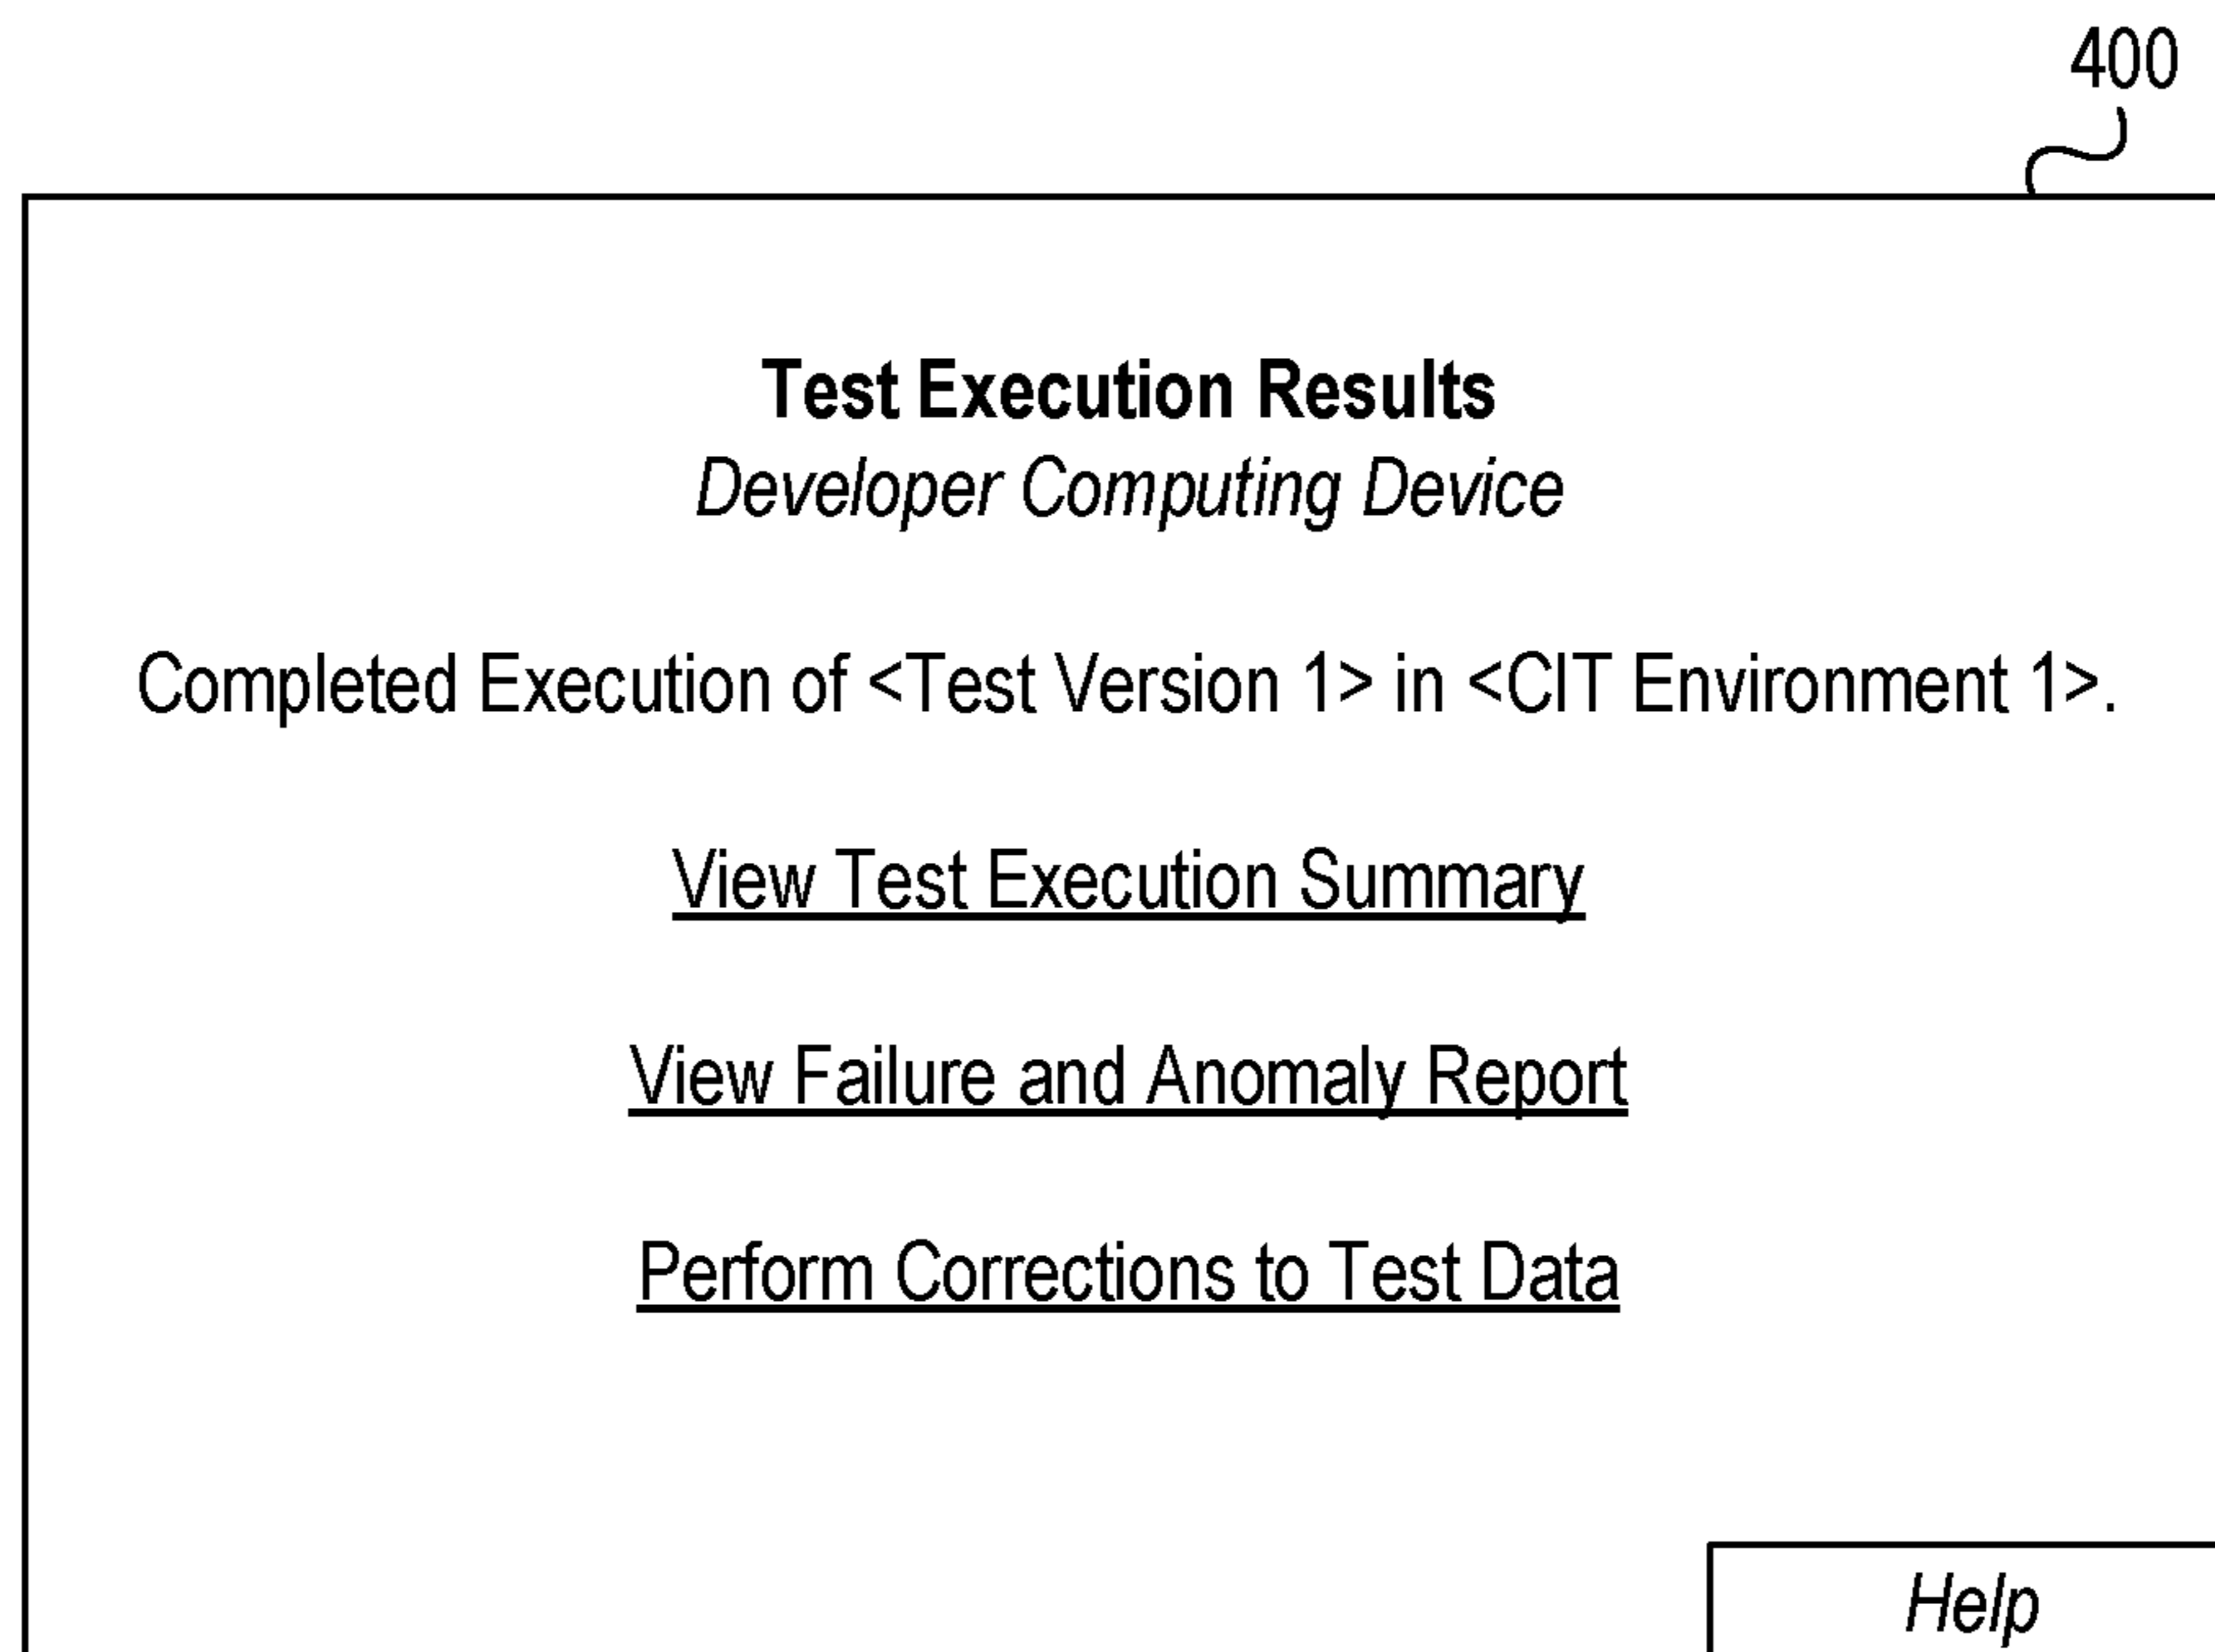 400
Test Execution Results
Developer Computing Device
Completed Execution of <Test Version 1> in <CIT Environment 1>.
View Test Execution Summary
View Failure and Anomaly Report
Perform Corrections to Test Data
Help